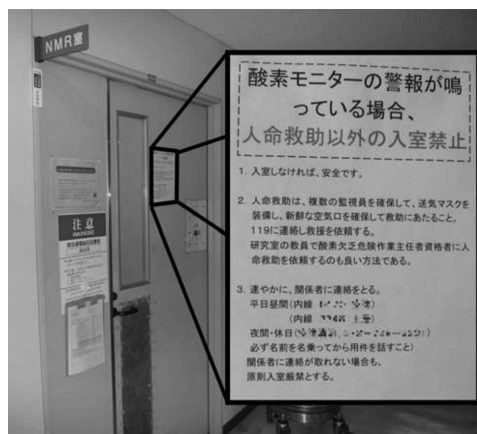 NMR室
注意
WARNING
酸素モニターの警報が鳴
っている場合、
人命救助以外の入室禁止
1. 入室しなければ、安全です。
2. 人命救助は、複数の監視員を確保して、送気マスクを
装備し、新鮮な空気口を確保して救助にあたること。
119に連絡し救援を依頼する。
研究室の教員で酸素欠乏危険作業主任者資格者に人
命救助を依頼するのも良い方法である。
3. 速やかに、関係者に連絡をとる。
平日昼間(内線
(内線
夜間・休日(
必ず名前を名乗ってから用件を話すこと)
関係者に連絡が取れない場合も、
原則入室厳禁とする。